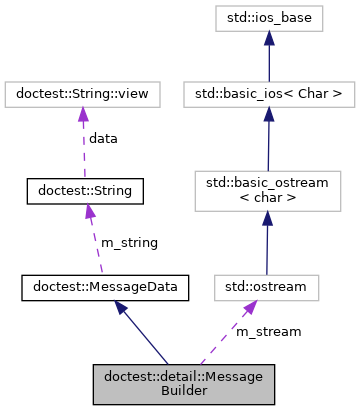 std::ios_base
doctest::String::view
std::basic_ios< Char >
data
doctest::String
std::basic_ostream
< char >
m_string
doctest::MessageData
std::ostream
m_stream
doctest::detail::Message
Builder